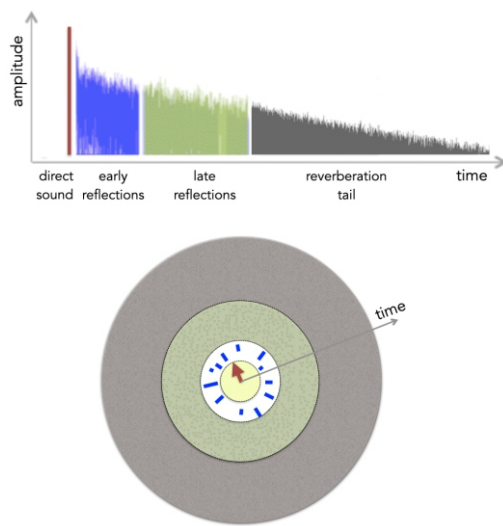 amplitude
direct early late reverberation time
sound reflections reflections tail
time